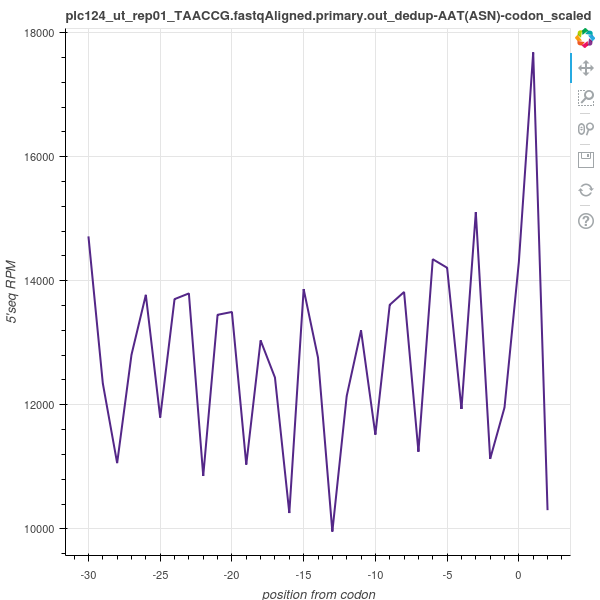 plc124_ut_rep01_TAACCG.fastqAligned.primary.out_dedup-AAT(ASN)-codon_scaled
18000
16000
14000
12000
10000
5'seq RPM
-30 -25 -20 -15 -10 -5 0
position from codon